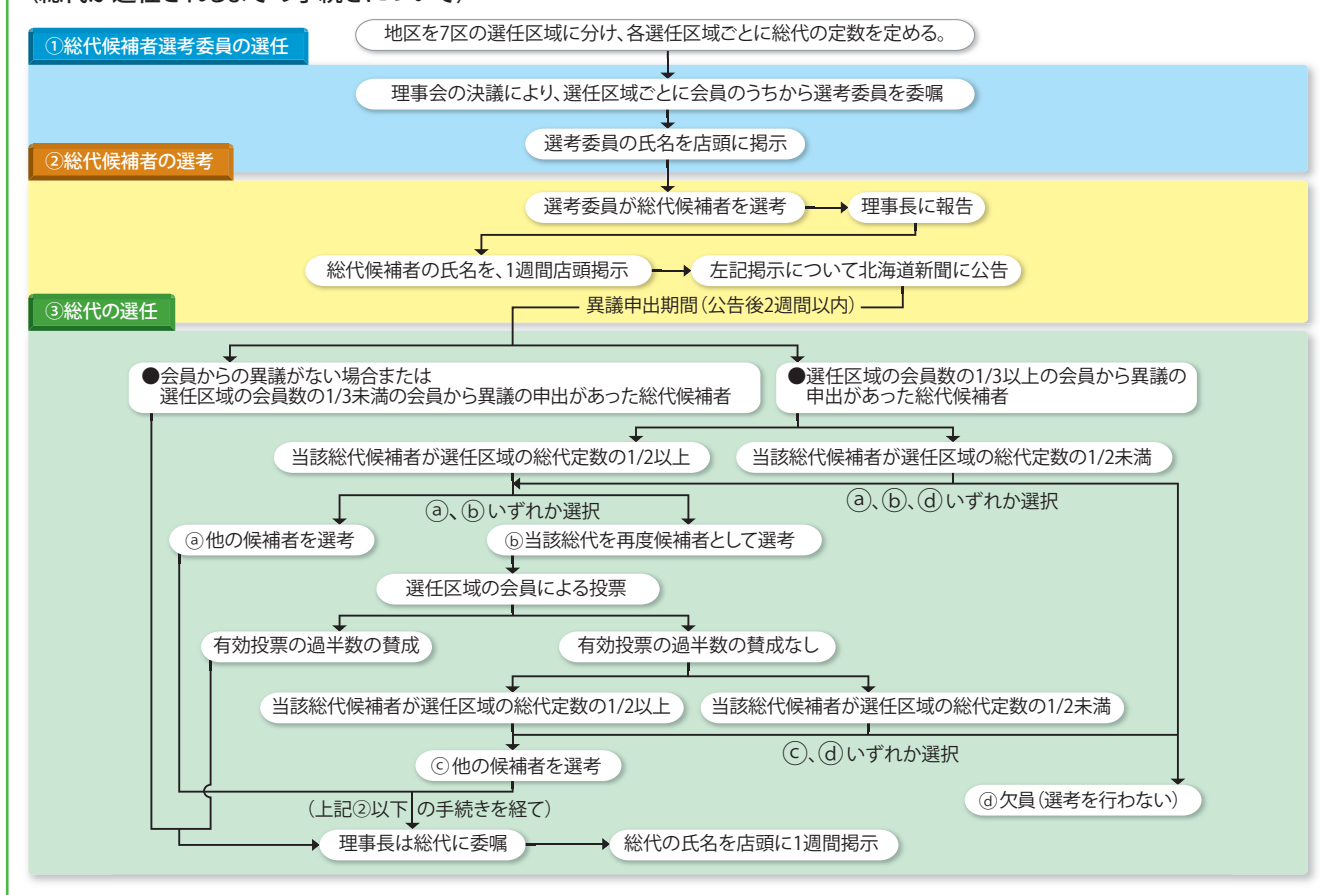 (総代が選任されるまでの手続きについて)
①総代候補者選考委員の選任
地区を7区の選任区域に分け、各選任区域ごとに総代の定数を定める。
理事会の決議により、選任区域ごとに会員のうちから選考委員を委嘱
選考委員の氏名を店頭に掲示
②総代候補者の選考
選考委員が総代候補者を選考
理事長に報告
総代候補者の氏名を、1週間店頭掲示
左記掲示について北海道新聞に公告
異議申出期間(公告後2週間以内)
③総代の選任
●会員からの異議がない場合または
選任区域の会員数の1/3未満の会員から異議の申出があった総代候補者
●選任区域の会員数の1/3以上の会員から異議の
申出があった総代候補者
当該総代候補者が選任区域の総代定数の1/2以上
当該総代候補者が選任区域の総代定数の1/2未満
ⓐ、ⓑいずれか選択
ⓐ、ⓑ、ⓓいずれか選択
ⓐ他の候補者を選考
ⓑ当該総代を再度候補者として選考
選任区域の会員による投票
有効投票の過半数の賛成
有効投票の過半数の賛成なし
当該総代候補者が選任区域の総代定数の1/2以上
当該総代候補者が選任区域の総代定数の1/2未満
ⓒ、ⓓいずれか選択
ⓒ他の候補者を選考
ⓓ欠員(選考を行わない)
(上記②以下の手続きを経て)
理事長は総代に委嘱
総代の氏名を店頭に1週間掲示